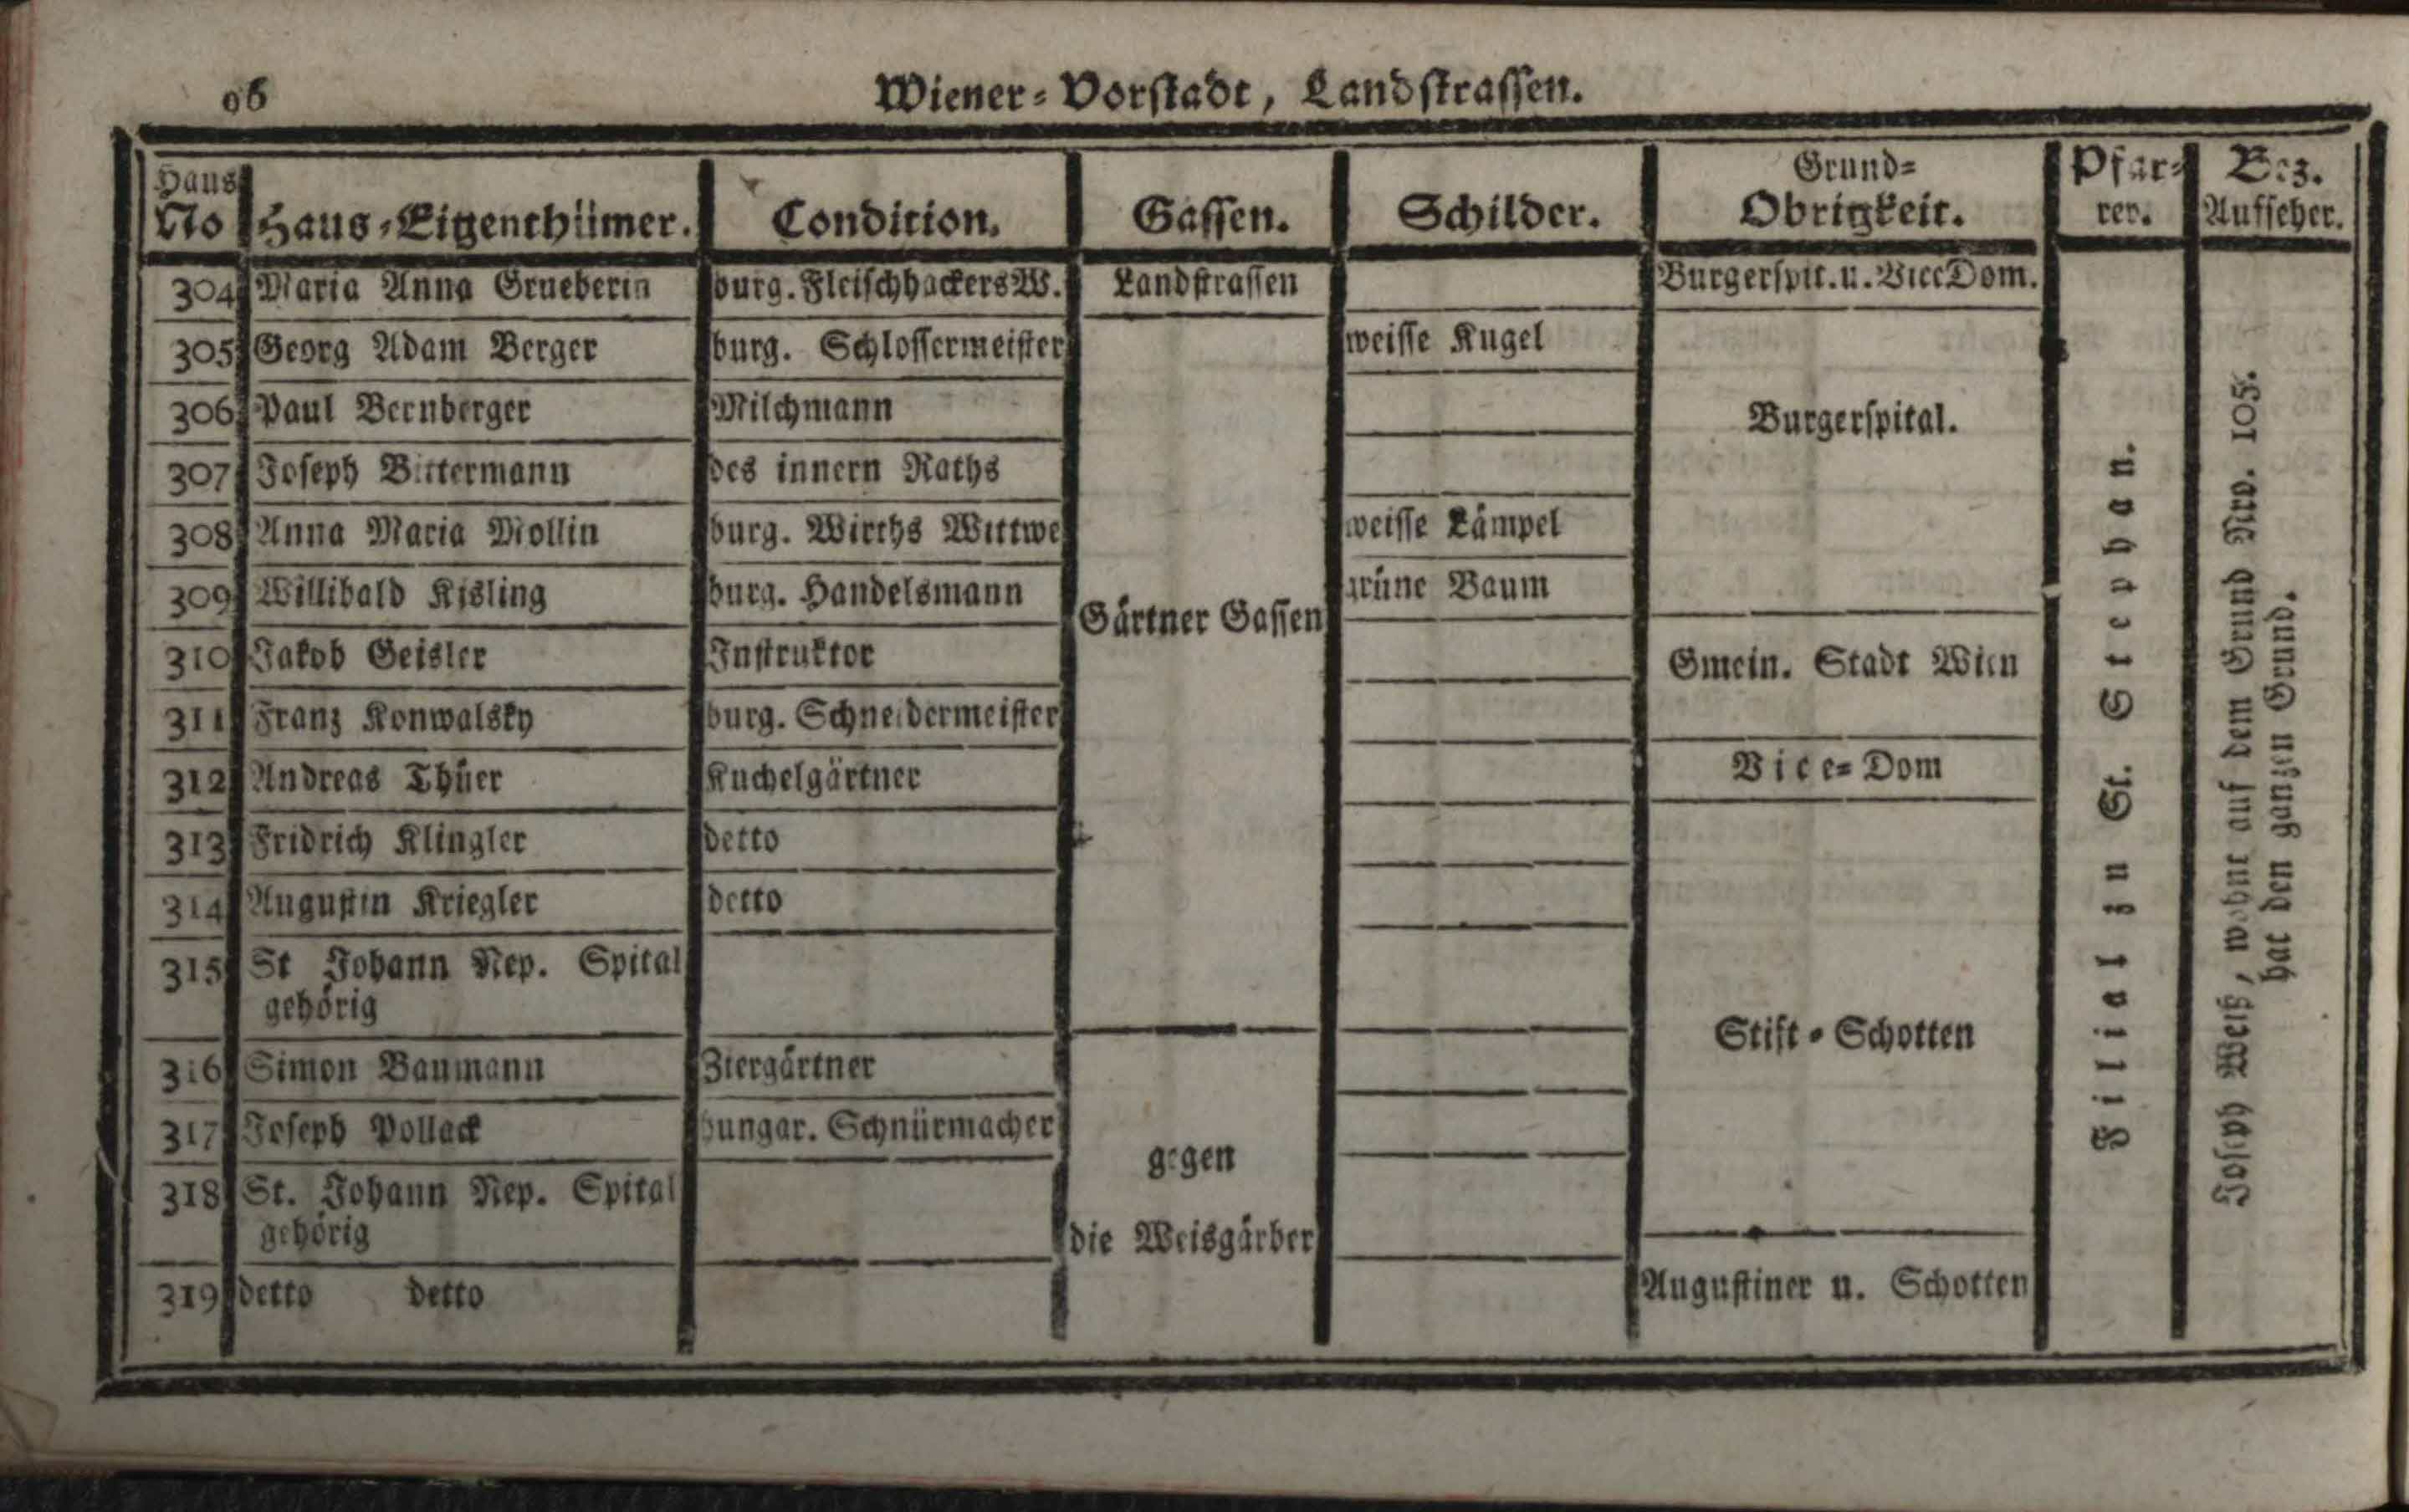 96
Wiener-Vorstadt, Landstrassen.
Haus No | Haus-Eigenthümer. | Condition. | Gassen. | Schilder. | Grund-Obrigkeit. | Pfarrer. | Bez. Aufseher.
304 Maria Anna Grueberin | burg. Fleischhackers W. | Landstrassen | | Burgerspit. u. Vice Dom.
305 Georg Adam Berger | burg. Schlossermeister | | weisse Kugel
306 Paul Bernberger | Milchmann | | | Burgerspital.
307 Joseph Bittermann | des innern Raths
308 Anna Maria Mollin | burg. Wirths Wittwe | | weisse Lämpel
309 Willibald Kisling | burg. Handelsmann | Gärtner Gassen | grüne Baum
310 Jakob Geisler | Instruktor | | | Gmein. Stadt Wien
311 Franz Konwalsky | burg. Schneidermeister
312 Andreas Thüer | Kuchelgärtner | | | Vice-Dom
313 Fridrich Klingler | detto
314 Augustin Kriegler | detto
315 St Johann Nep. Spital
gehörig | | | | Stift-Schotten
316 Simon Baumann | Ziergärtner
317 Joseph Pollack | hungar. Schnürmacher | gegen
318 St. Johann Nep. Spital
gehörig | | die Weisgärber
319 detto detto | | | | Augustiner u. Schotten
Filial zu St. Stephan.
Joseph Weiß, wohnt auf dem Grund Nro. 105.
hat den ganzen Grund.